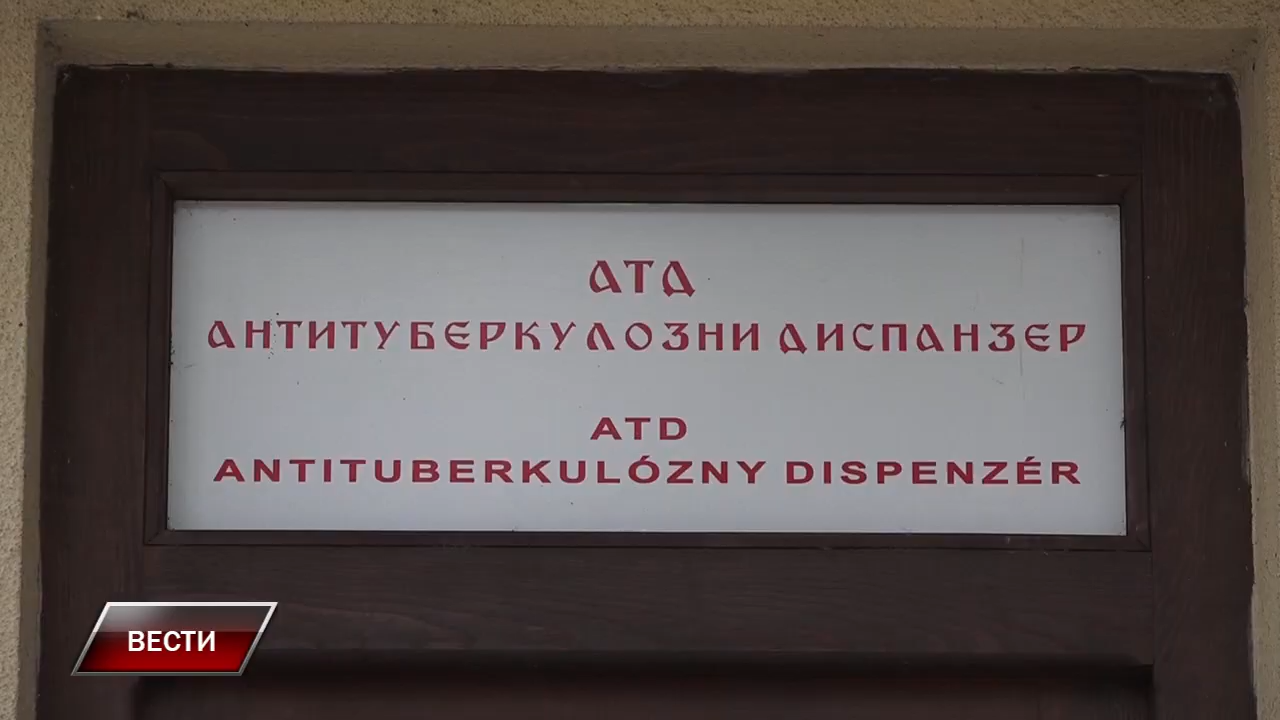 АТД
АНТИТУБЕРКУЛОЗНИ ДИСПАНЗЕР
ATD
ANTITUBERKULÓZNY DISPENZÉR
ВЕСТИ